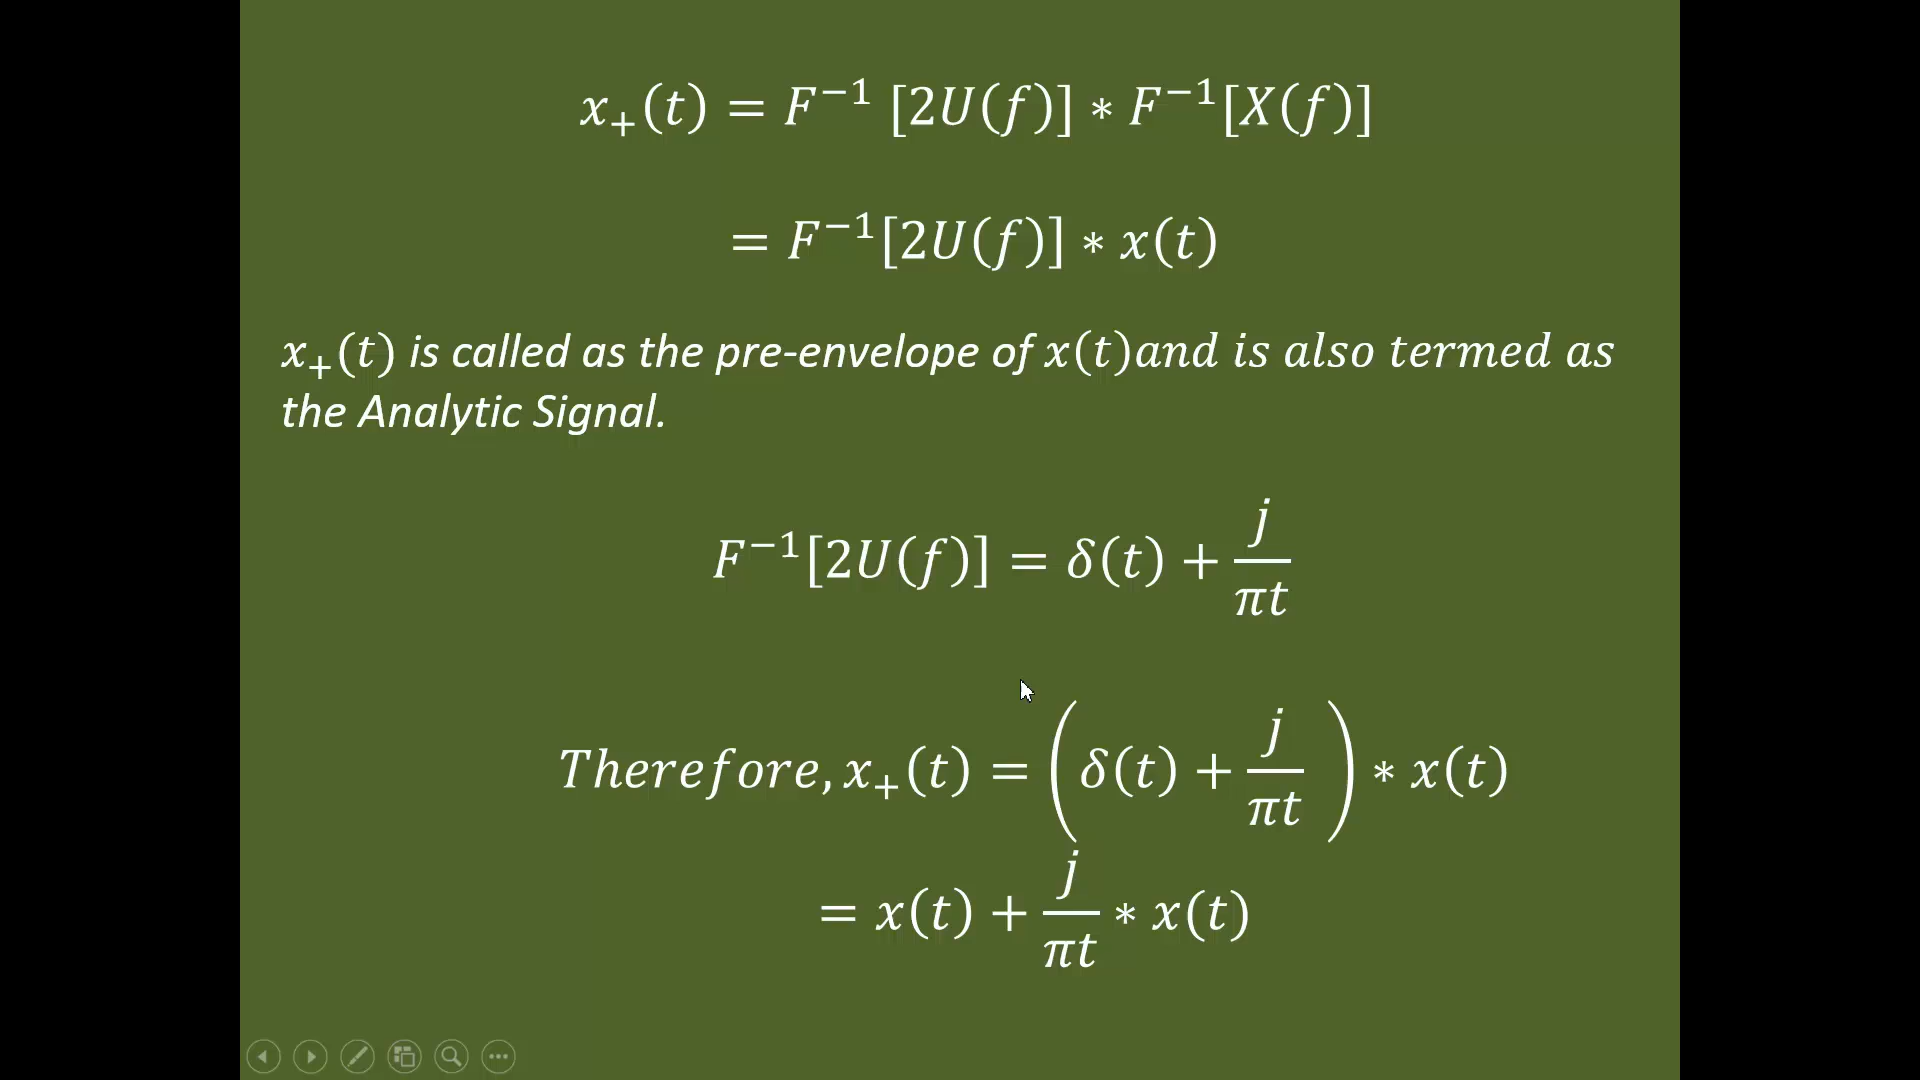 x₊(t) = F⁻¹ [2U(f)] ∗ F⁻¹[X(f)]
= F⁻¹[2U(f)] ∗ x(t)
x₊(t) is called as the pre-envelope of x(t)and is also termed as
the Analytic Signal.
F⁻¹[2U(f)] = δ(t) + j/πt
Therefore, x₊(t) = (δ(t) + j/πt) ∗ x(t)
= x(t) + j/πt ∗ x(t)